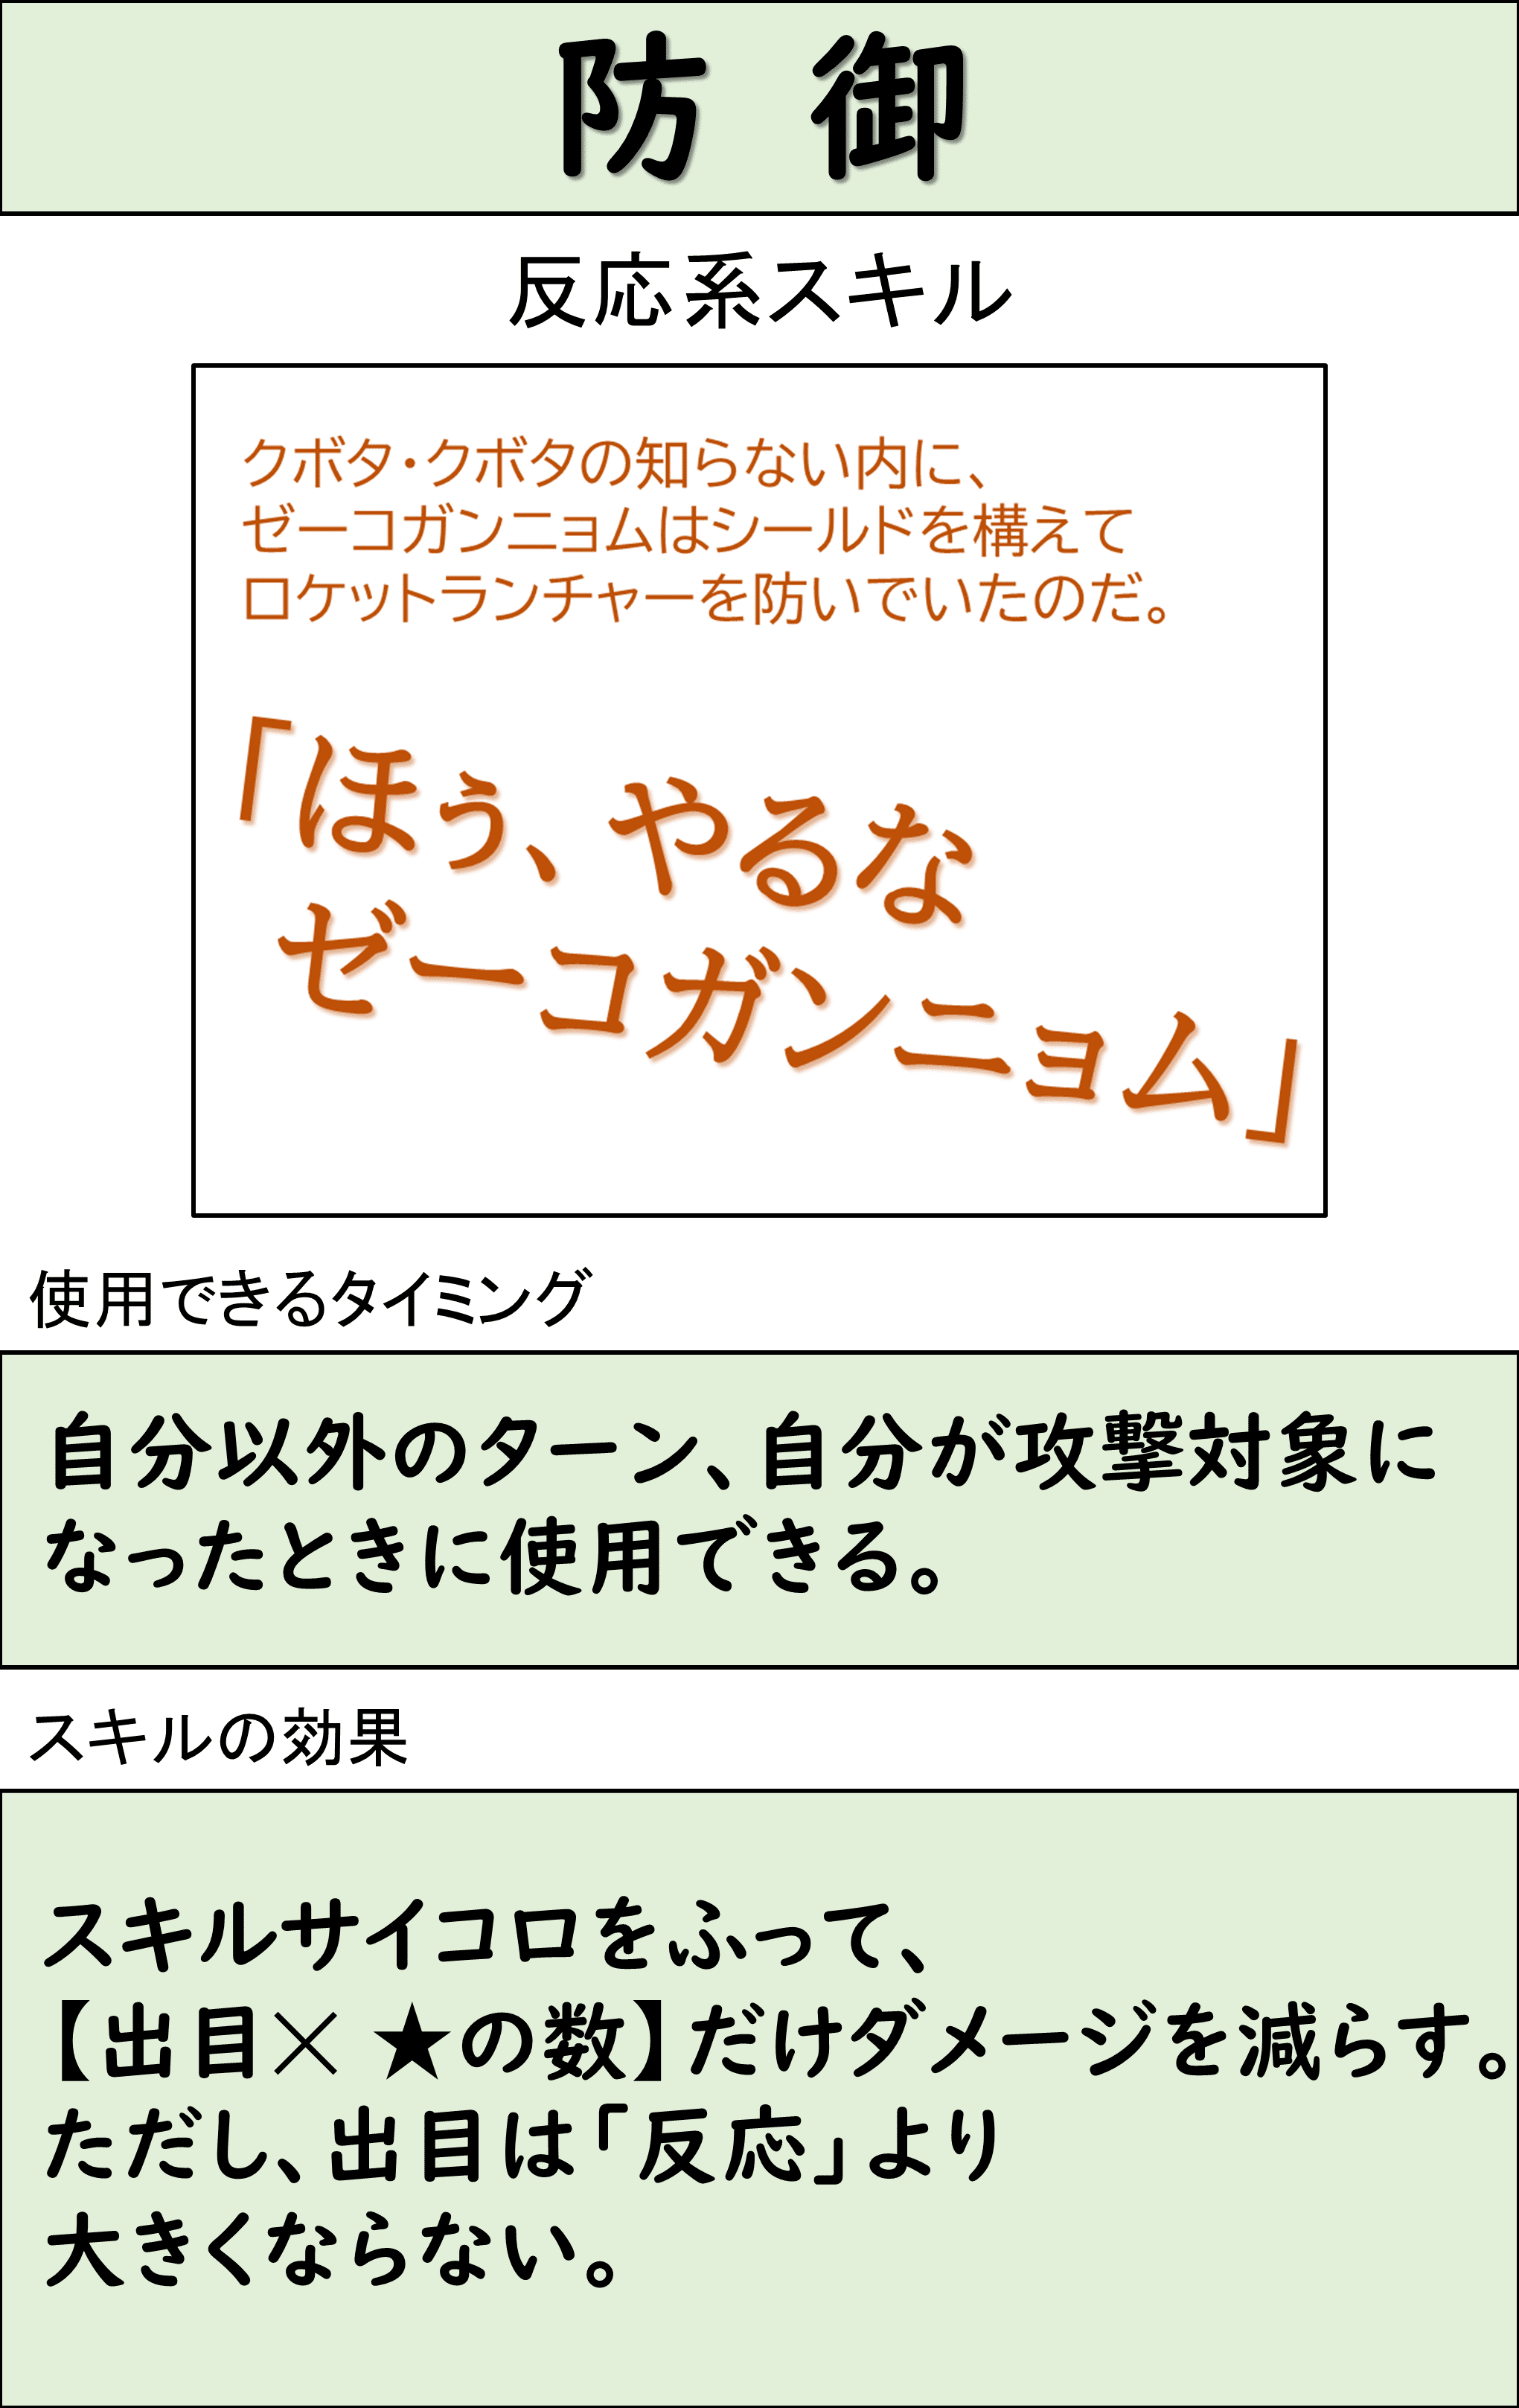 防御
反応系スキル
クボタ・クボタの知らない内に、
ゼーコガンニョムはシールドを構えて
ロケットランチャーを防いでいたのだ。
「ほぅ、やるな
ゼーコガンニョム」
使用できるタイミング
自分以外のターン、自分が攻撃対象に
なったときに使用できる。
スキルの効果
スキルサイコロをふって、
【出目×★の数】だけダメージを減らす。
ただし、出目は「反応」より
大きくならない。